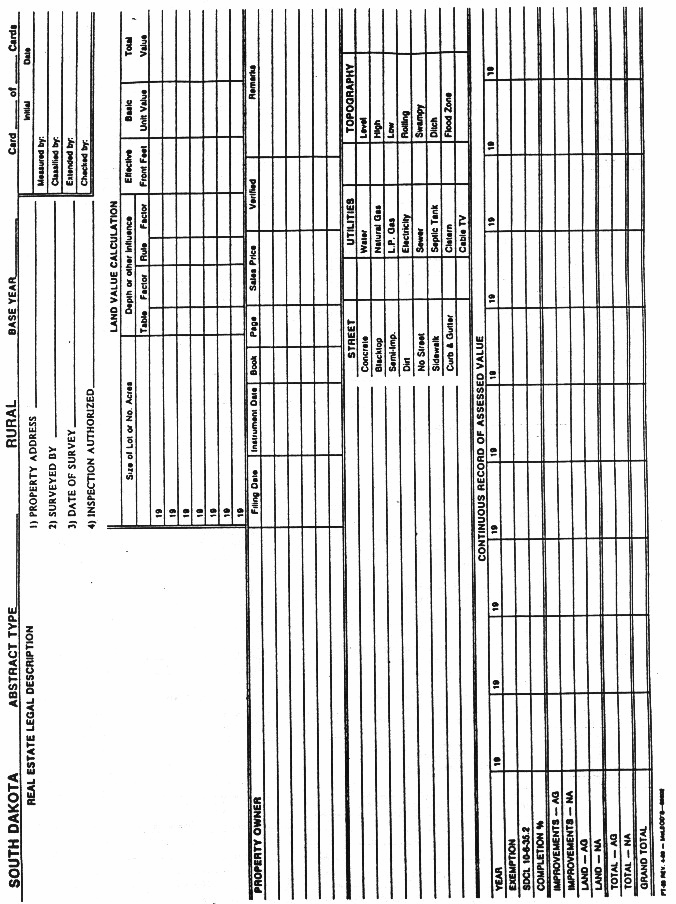 SOUTH DAKOTA ABSTRACT TYPE RURAL BASE YEAR Card of Cards
REAL ESTATE LEGAL DESCRIPTION
1) PROPERTY ADDRESS
2) SURVEYED BY
3) DATE OF SURVEY
4) INSPECTION AUTHORIZED
Initial Date
Measured by:
Classified by:
Extended by:
Checked by:
LAND VALUE CALCULATION
Size of Lot or No. Acres Depth or other Influence Effective Basic Total
Table Factor Rule Factor Front Feet Unit Value Value
19
19
19
19
19
19
19
PROPERTY OWNER Filing Date Instrument Date Book Page Sales Price Verified Remarks
STREET UTILITIES TOPOGRAPHY
Concrete Water Level
Blacktop Natural Gas High
Semi-Imp. L.P. Gas Low
Dirt Electricity Rolling
No Street Sewer Swampy
Sidewalk Septic Tank Ditch
Curb & Gutter Cistern Flood Zone
Cable TV
CONTINUOUS RECORD OF ASSESSED VALUE
YEAR 19 19 19 19 19 19 19 19 19 19
EXEMPTION
SDCL 10-6-35.2
COMPLETION %
IMPROVEMENTS — AG
IMPROVEMENTS — NA
LAND — AG
LAND — NA
TOTAL — AG
TOTAL — NA
GRAND TOTAL